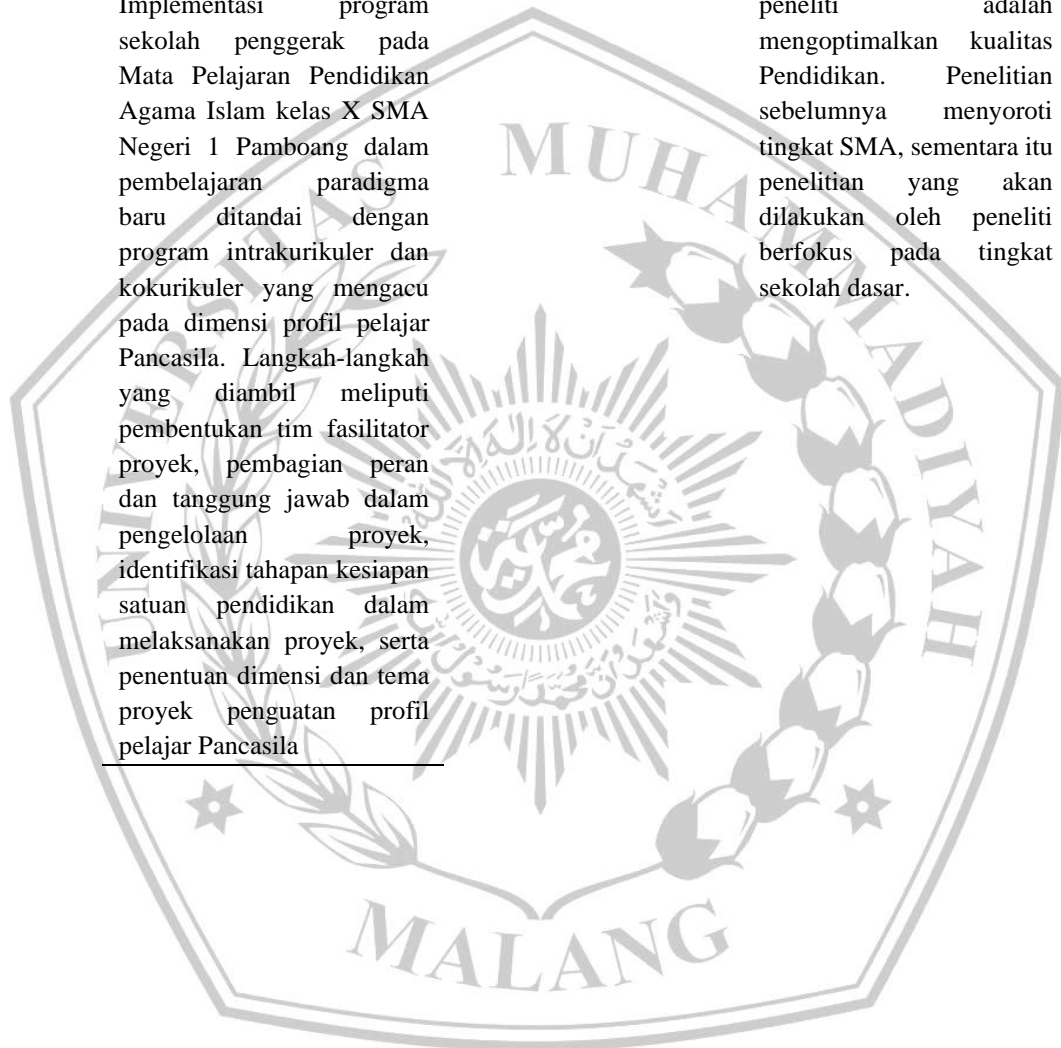 Implementasi program
sekolah penggerak pada
Mata Pelajaran Pendidikan
Agama Islam kelas X SMA
Negeri 1 Pamboang dalam
pembelajaran paradigma
baru ditandai dengan
program intrakurikuler dan
kokurikuler yang mengacu
pada dimensi profil pelajar
Pancasila. Langkah-langkah
yang diambil meliputi
pembentukan tim fasilitator
proyek, pembagian peran
dan tanggung jawab dalam
pengelolaan proyek,
identifikasi tahapan kesiapan
satuan pendidikan dalam
melaksanakan proyek, serta
penentuan dimensi dan tema
proyek penguatan profil
pelajar Pancasila
peneliti adalah
mengoptimalkan kualitas
Pendidikan. Penelitian
sebelumnya menyoroti
tingkat SMA, sementara itu
penelitian yang akan
dilakukan oleh peneliti
berfokus pada tingkat
sekolah dasar.
UNIVERSITAS MUHAMMADIYAH
MALANG